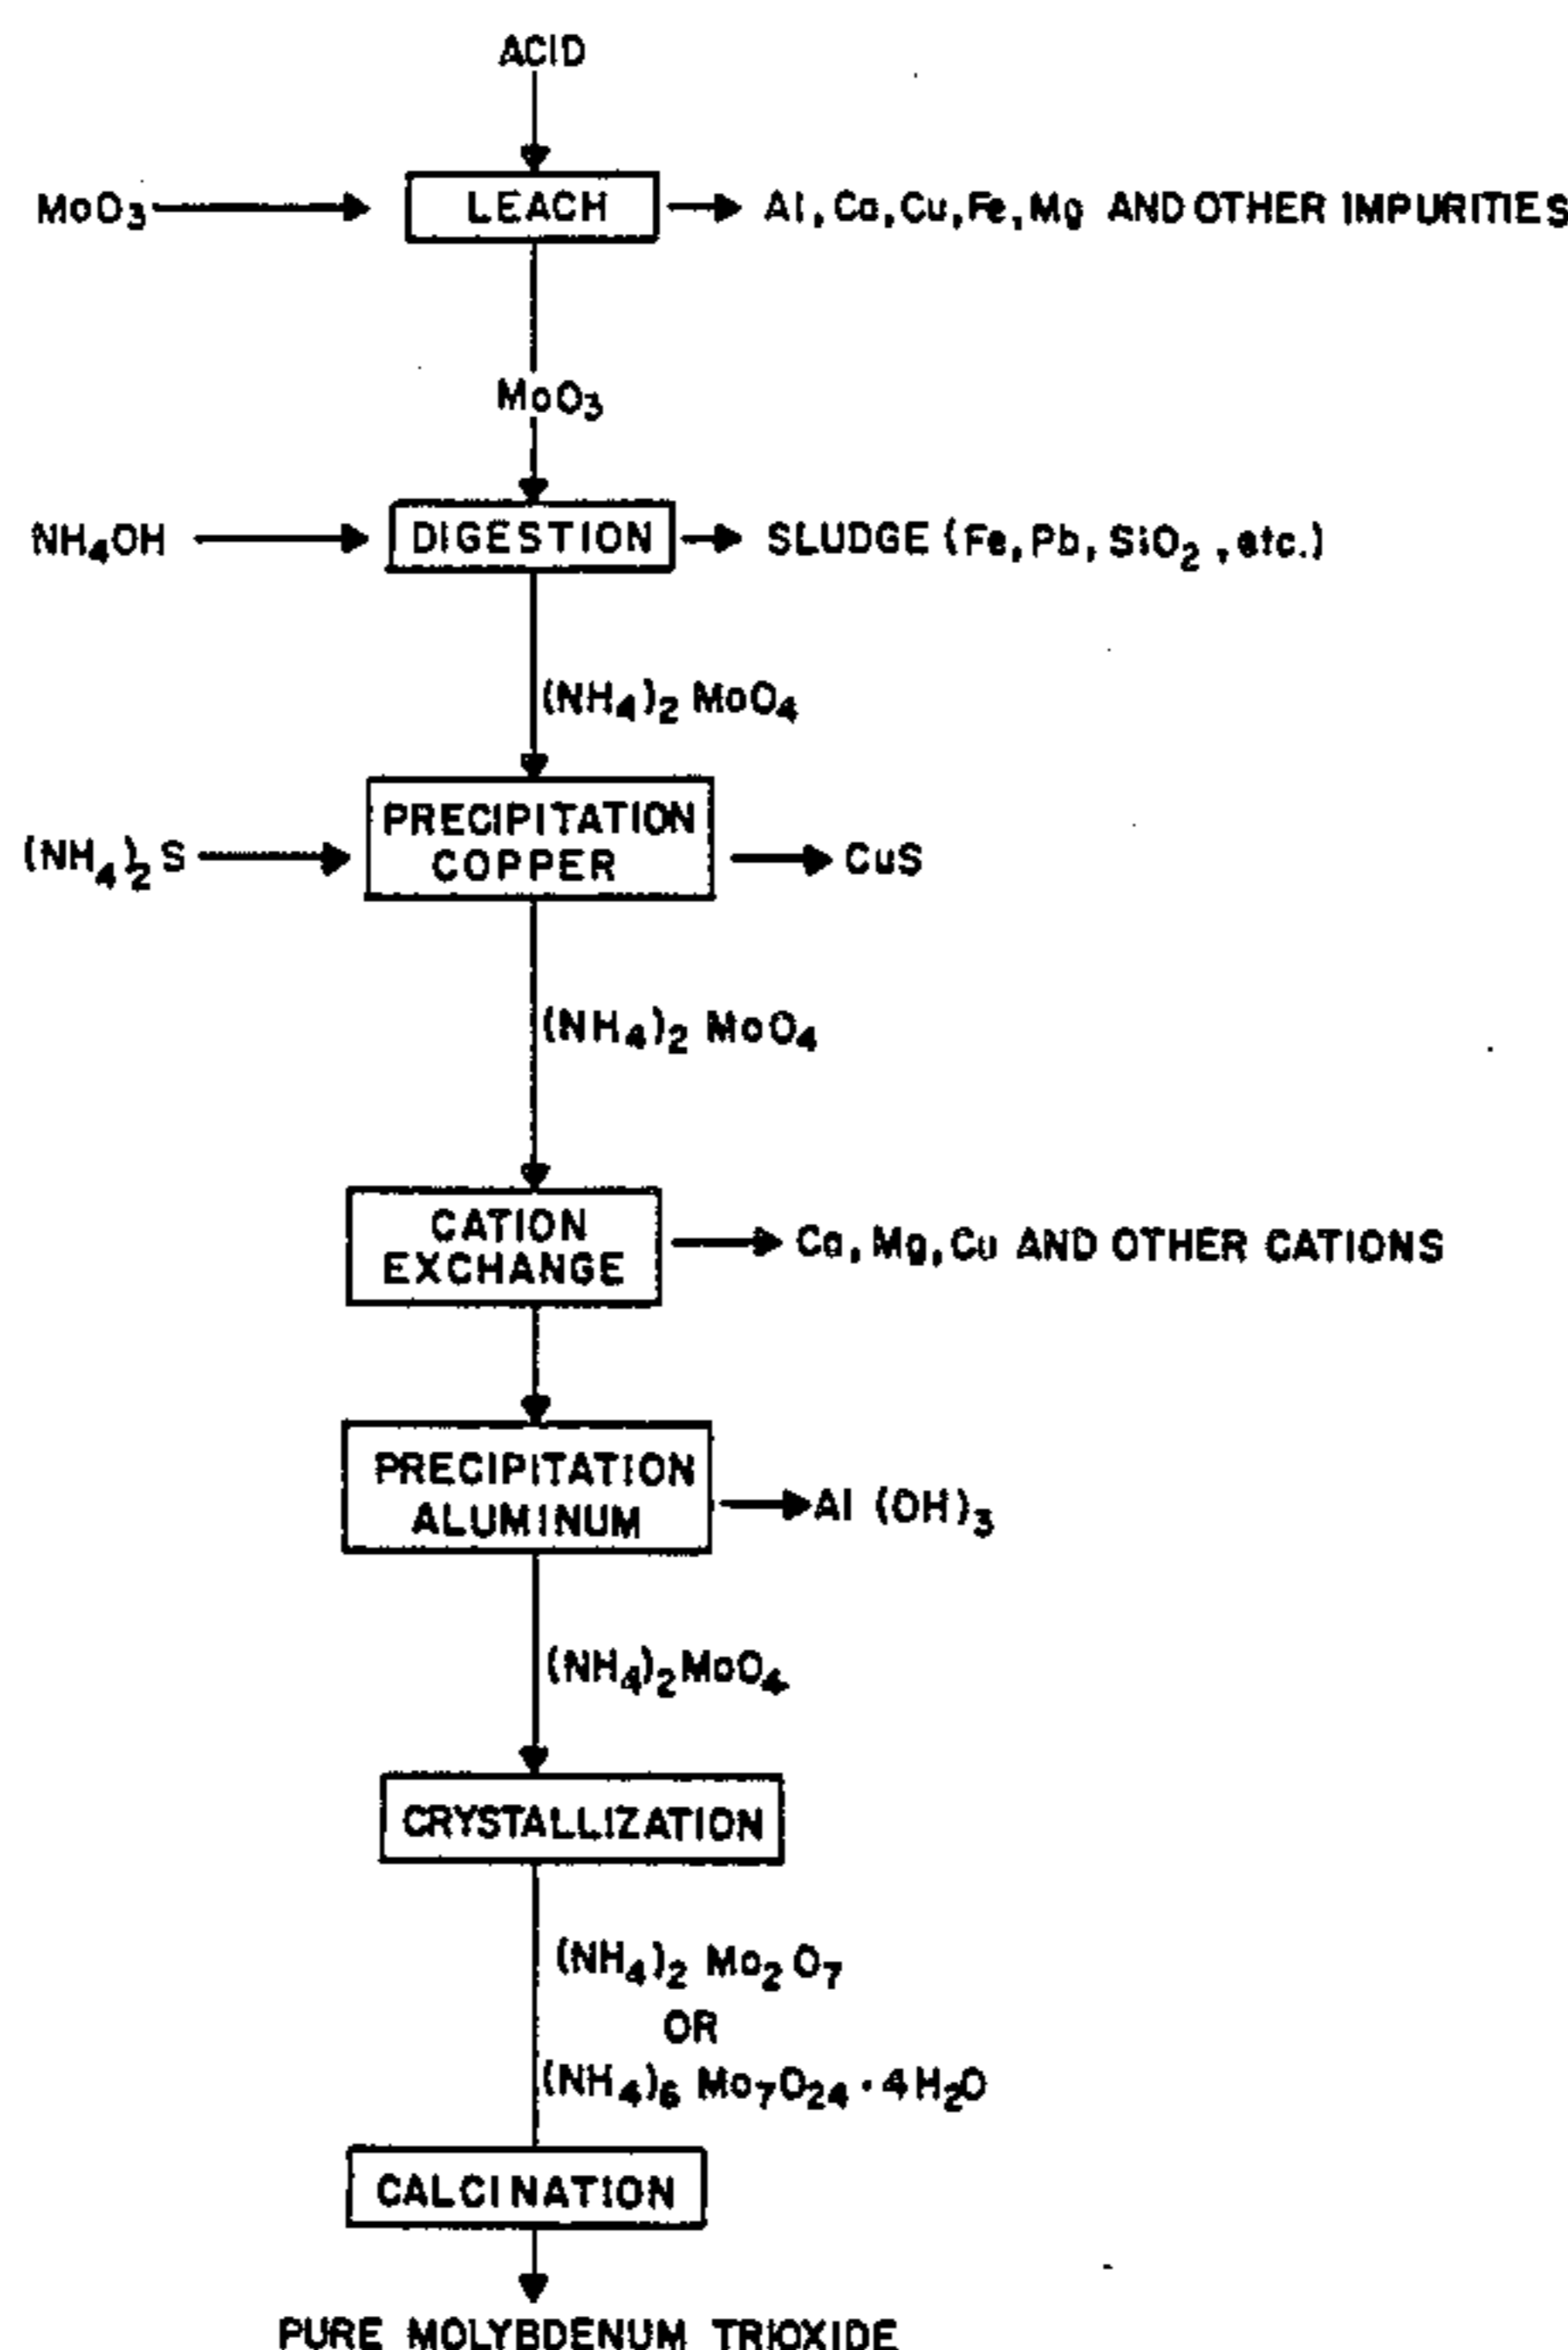 ACID
MoO3
LEACH
Al, Ca, Cu, Fe, Mg AND OTHER IMPURITIES
MoO3
NH4OH
DIGESTION
SLUDGE (Fe, Pb, SiO2, etc.)
(NH4)2 MoO4
(NH4)2 S
PRECIPITATION
COPPER
CuS
(NH4)2 MoO4
CATION
EXCHANGE
Ca, Mg, Cu AND OTHER CATIONS
PRECIPITATION
ALUMINUM
Al (OH)3
(NH4)2 MoO4
CRYSTALLIZATION
(NH4)2 Mo2 O7
OR
(NH4)6 Mo7O24 · 4H2O
CALCINATION
PURE MOLYBDENUM TRIOXIDE